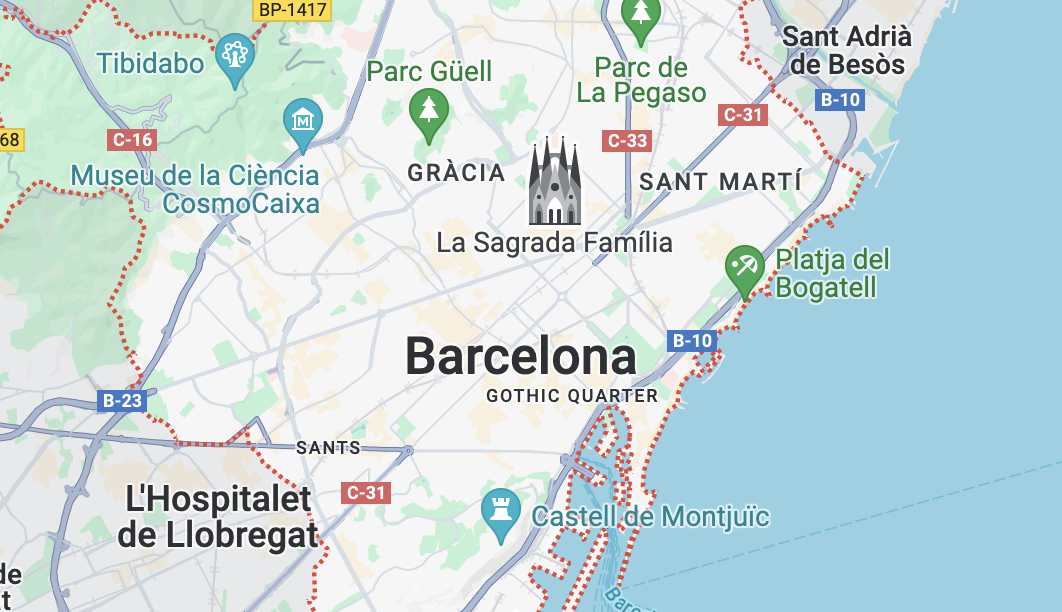 BP-1417
Tibidabo
Parc Güell
Parc de
La Pegaso
Sant Adrià
de Besòs
B-10
C-31
C-16
68
C-33
Museu de la Ciència
CosmoCaixa
GRÀCIA
SANT MARTÍ
La Sagrada Família
Platja del
Bogatell
B-10
Barcelona
GOTHIC QUARTER
B-23
SANTS
C-31
L'Hospitalet
de Llobregat
Castell de Montjuïc
de